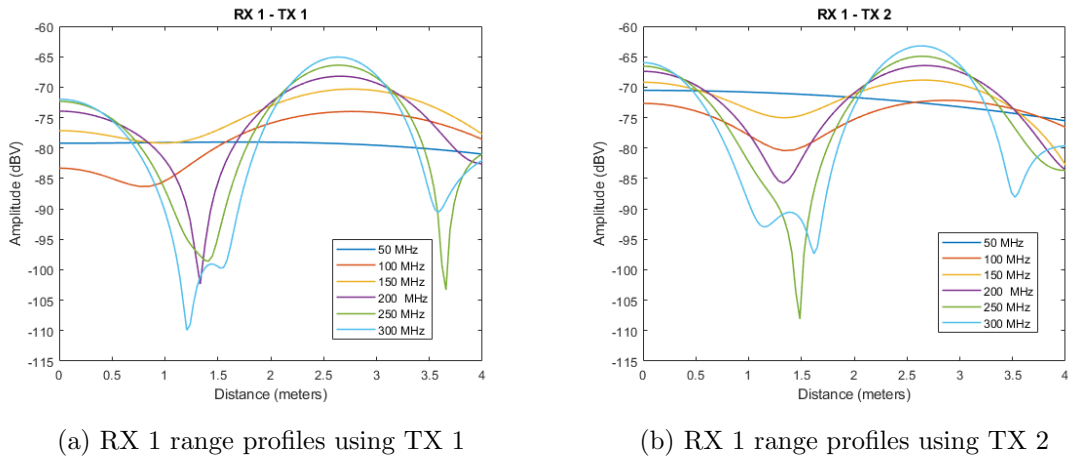 RX 1 - TX 1
-60
-65
-70
-75
-80
-85
-90
-95
-100
-105
-110
-115
Amplitude (dBV)
50 MHz
100 MHz
150 MHz
200 MHz
250 MHz
300 MHz
0 0.5 1 1.5 2 2.5 3 3.5 4
Distance (meters)
(a) RX 1 range profiles using TX 1
RX 1 - TX 2
-60
-65
-70
-75
-80
-85
-90
-95
-100
-105
-110
-115
Amplitude (dBV)
50 MHz
100 MHz
150 MHz
200 MHz
250 MHz
300 MHz
0 0.5 1 1.5 2 2.5 3 3.5 4
Distance (meters)
(b) RX 1 range profiles using TX 2